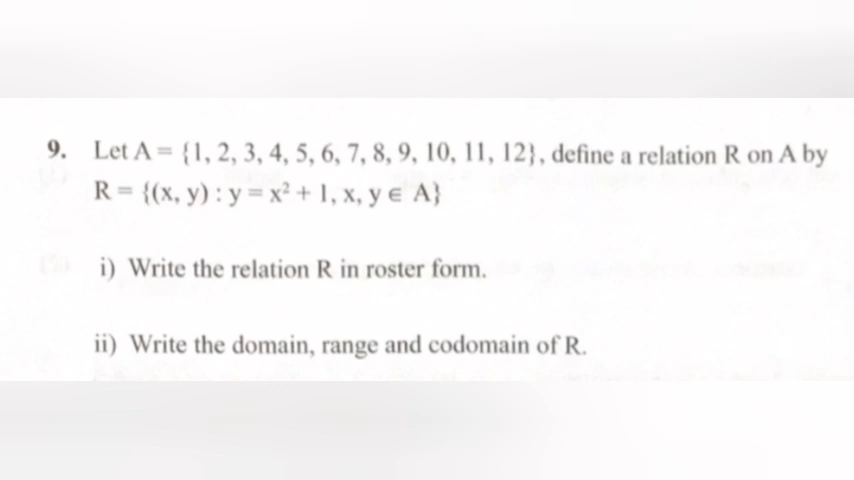 9. Let A = {1, 2, 3, 4, 5, 6, 7, 8, 9, 10, 11, 12}, define a relation R on A by
R = {(x, y) : y = x² + 1, x, y ∈ A}
i) Write the relation R in roster form.
ii) Write the domain, range and codomain of R.